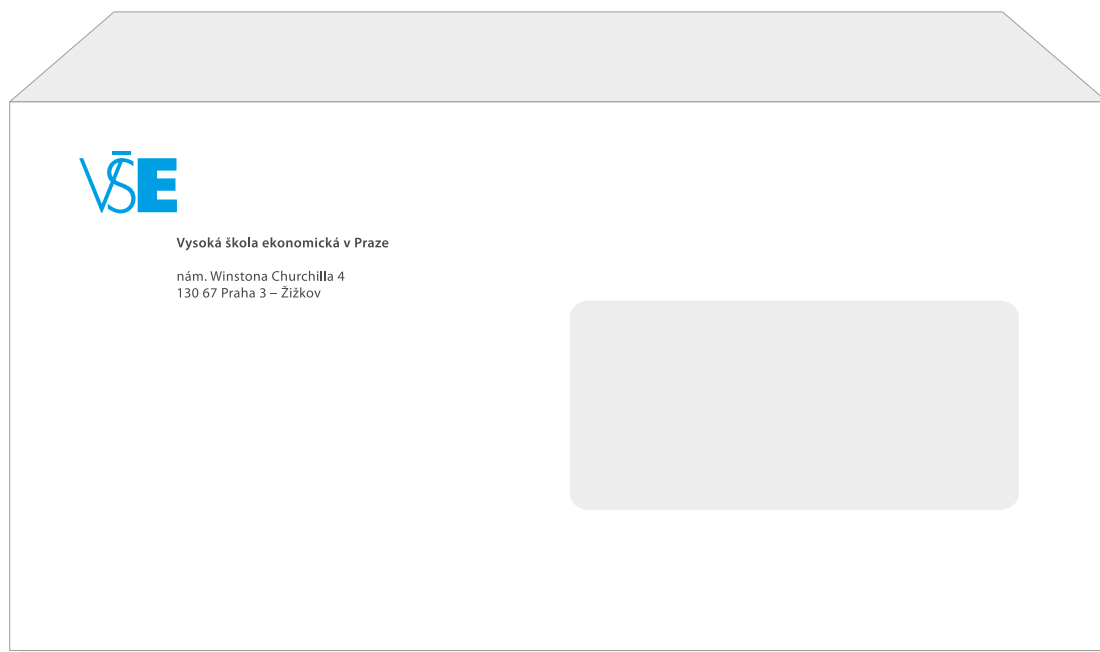 VŠE
Vysoká škola ekonomická v Praze
nám. Winstona Churchilla 4
130 67 Praha 3 – Žižkov